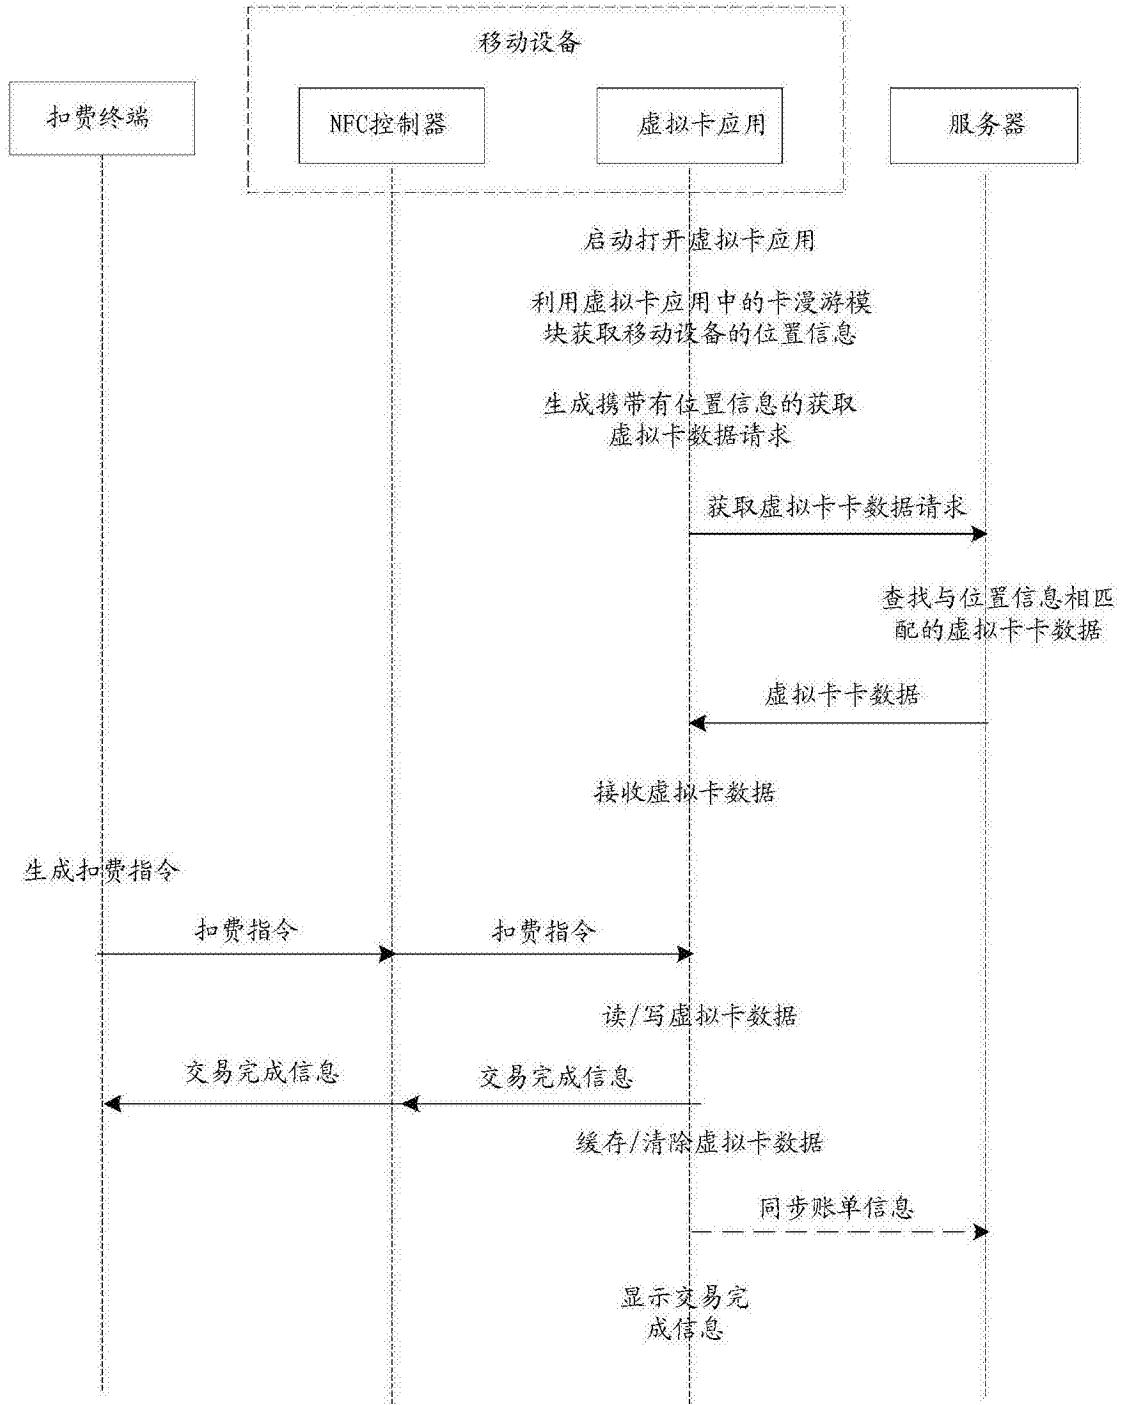 移动设备
扣费终端
NFC控制器
虚拟卡应用
服务器
启动打开虚拟卡应用
利用虚拟卡应用中的卡漫游模
块获取移动设备的位置信息
生成携带有位置信息的获取
虚拟卡数据请求
获取虚拟卡卡数据请求
查找与位置信息相匹
配的虚拟卡卡数据
虚拟卡卡数据
接收虚拟卡数据
生成扣费指令
扣费指令
扣费指令
读/写虚拟卡数据
交易完成信息
交易完成信息
缓存/清除虚拟卡数据
同步账单信息
显示交易完
成信息